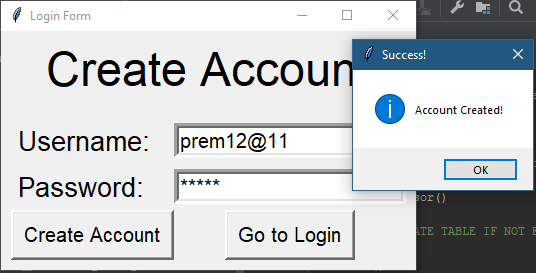 Login Form
Success!
Create Accoun
Account Created!
Username:
prem12@11
Password:
*****
OK
Create Account
Go to Login
sor()
ATE TABLE IF NOT E